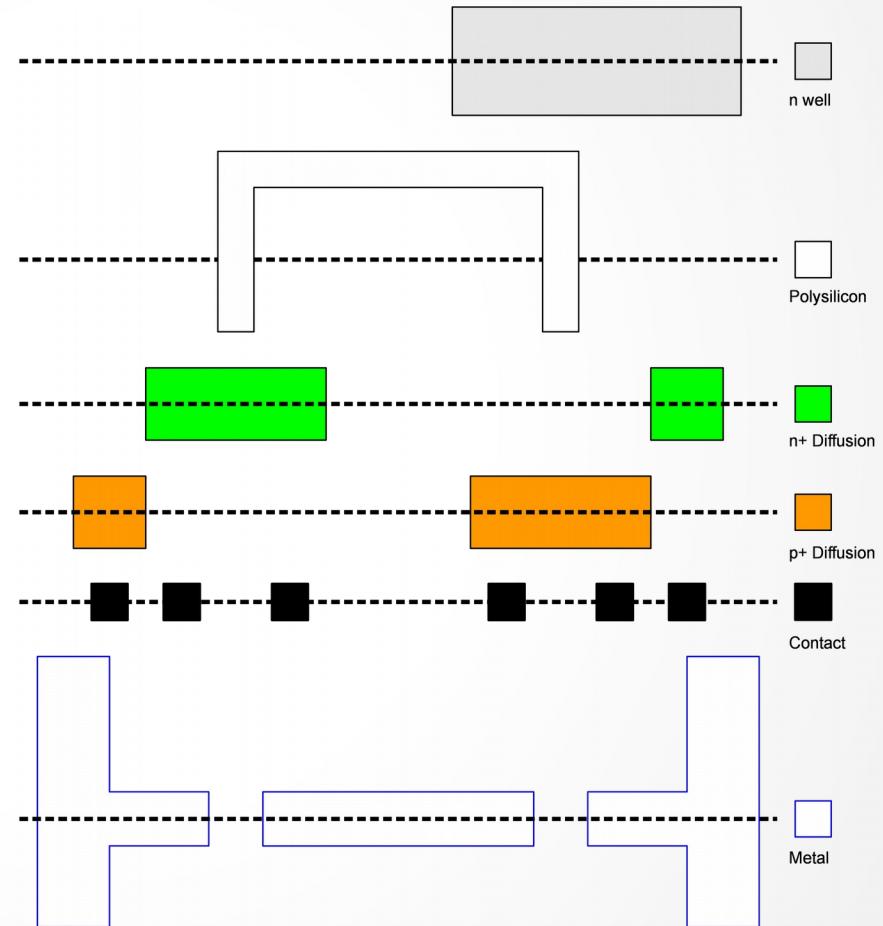 n well
Polysilicon
n+ Diffusion
p+ Diffusion
Contact
Metal